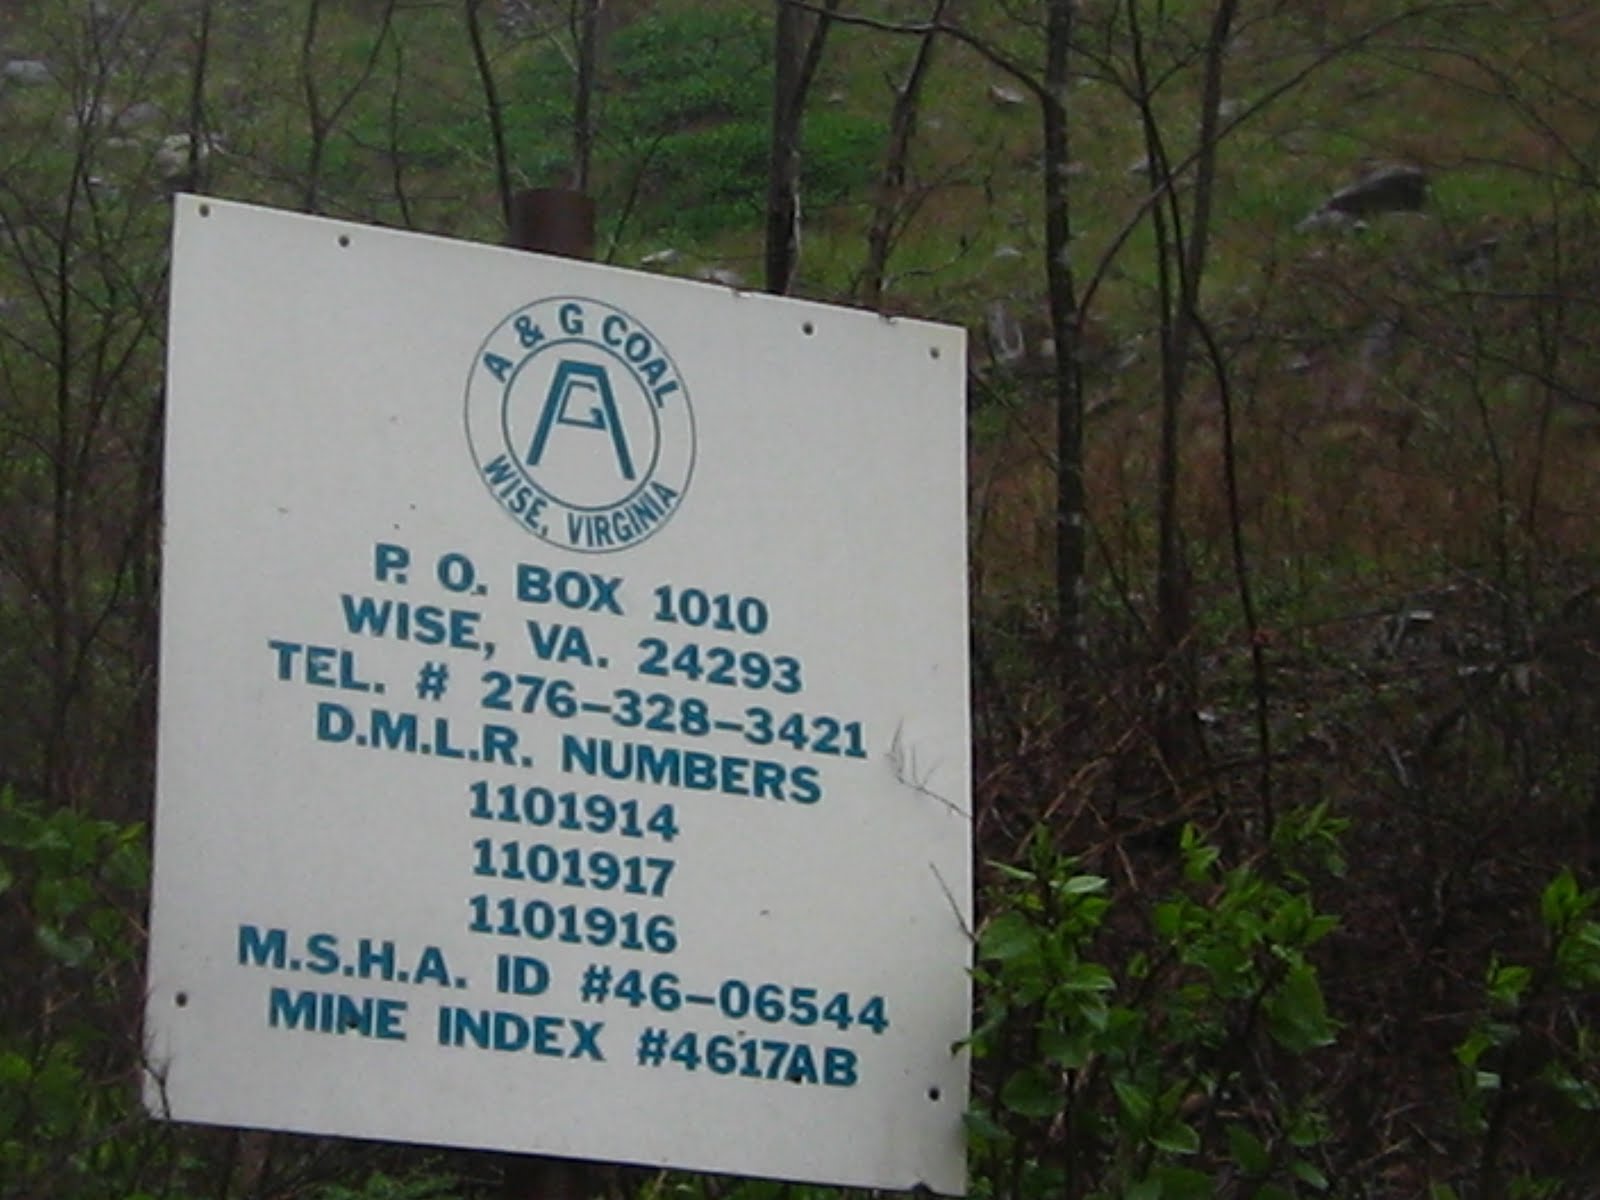 A & G COAL
AG
WISE, VIRGINIA
P. O. BOX 1010
WISE, VA. 24293
TEL. # 276-328-3421
D.M.L.R. NUMBERS
1101914
1101917
1101916
M.S.H.A. ID #46-06544
MINE INDEX #4617AB